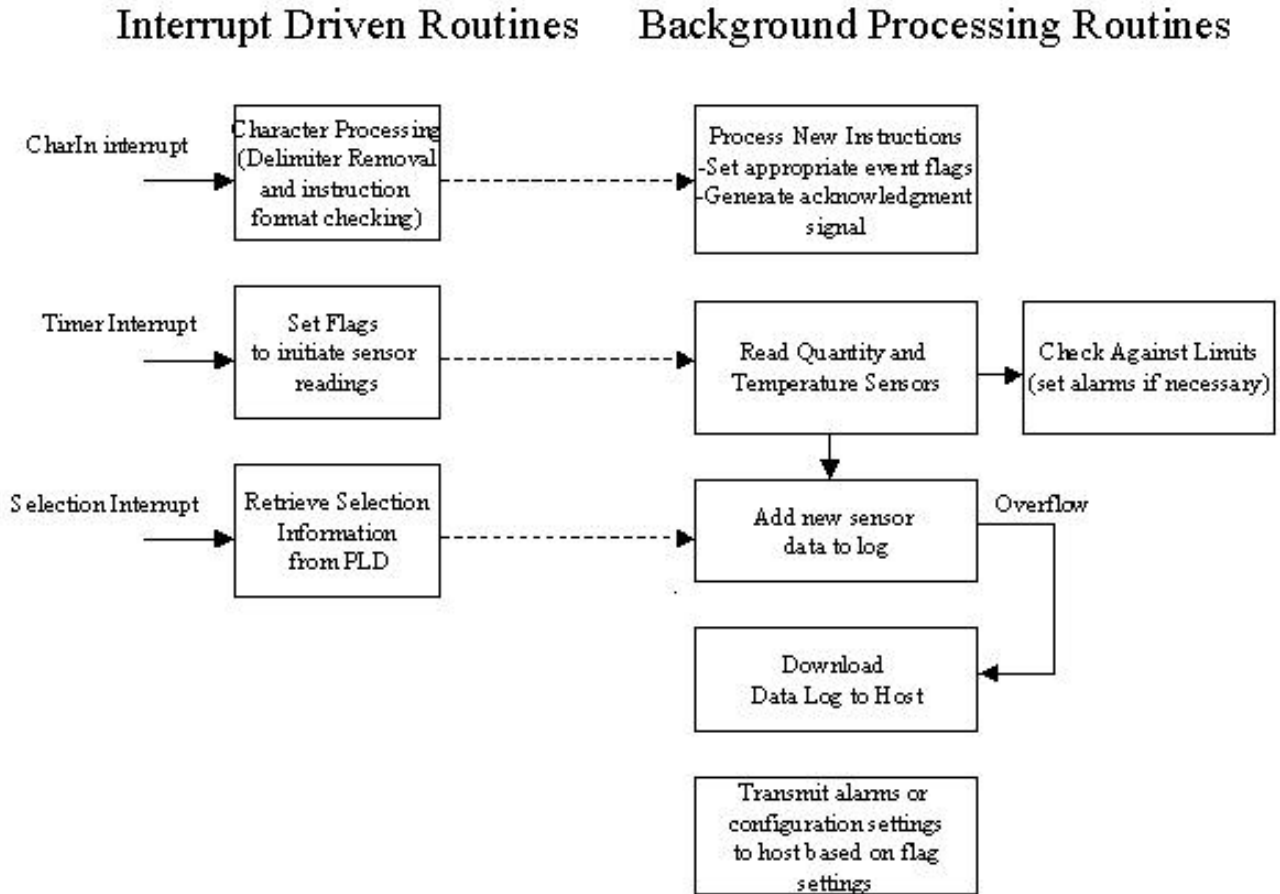 Interrupt Driven Routines
Background Processing Routines
CharIn interrupt
Character Processing
(Delimiter Removal
and instruction
format checking)
Process New Instructions
-Set appropriate event flags
-Generate acknowledgment
signal
Timer Interrupt
Set Flags
to initiate sensor
readings
Read Quantity and
Temperature Sensors
Check Against Limits
(set alarms if necessary)
Selection Interrupt
Retrieve Selection
Information
from PLD
Add new sensor
data to log
Overflow
Download
Data Log to Host
Transmit alarms or
configuration settings
to host based on flag
settings